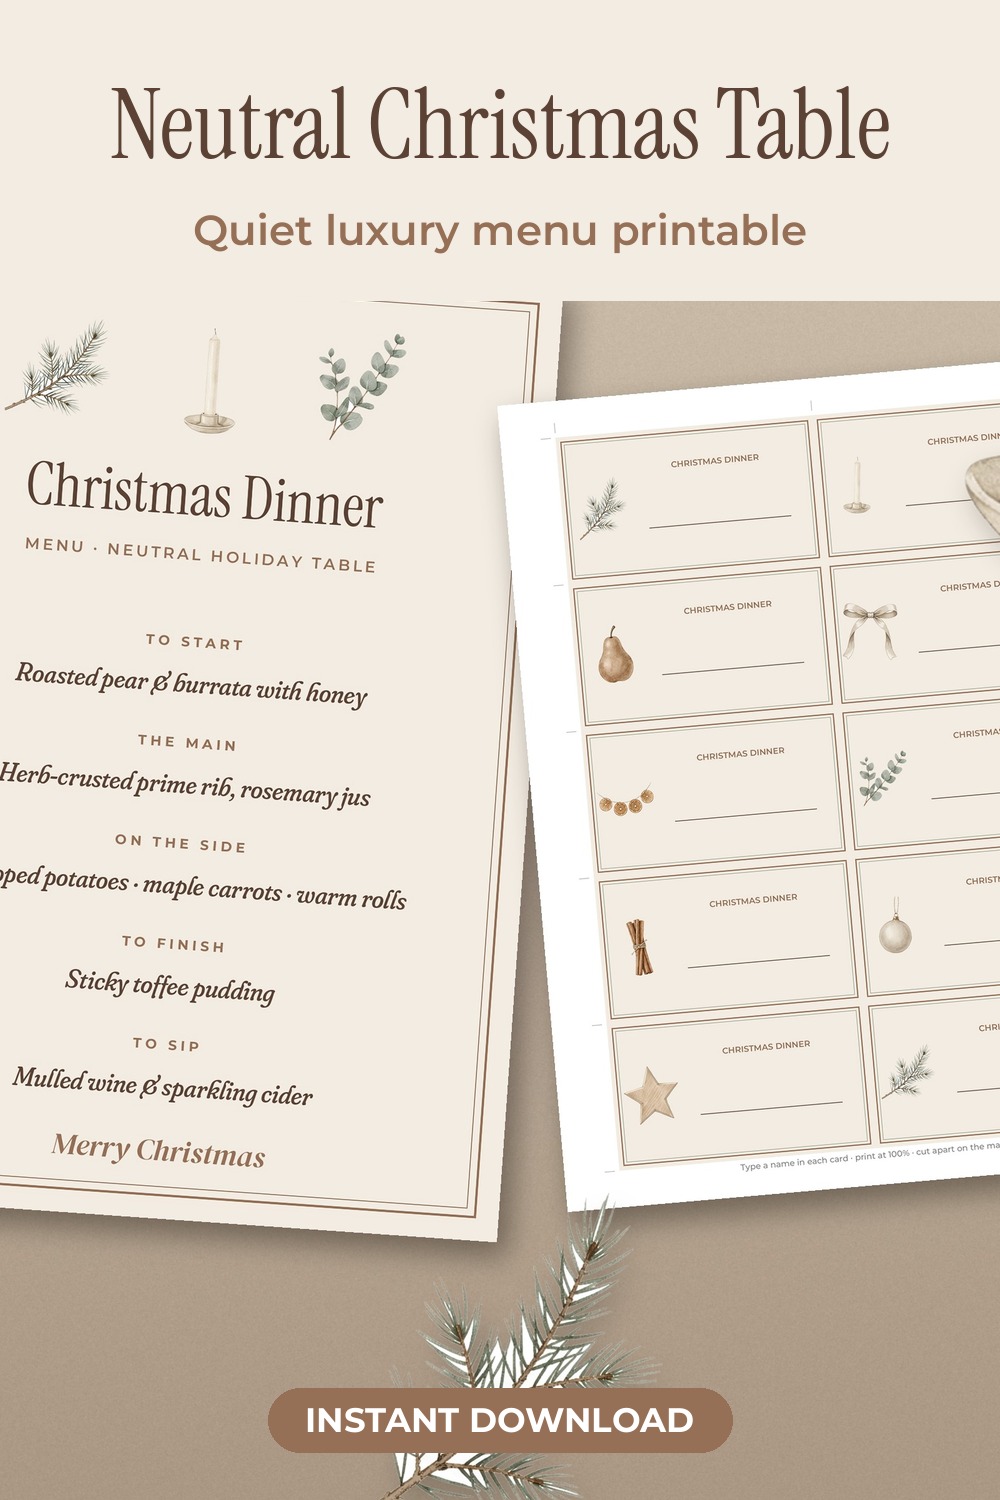 Neutral Christmas Table
Quiet luxury menu printable
Christmas Dinner
MENU · NEUTRAL HOLIDAY TABLE
TO START
Roasted pear & burrata with honey
THE MAIN
Herb-crusted prime rib, rosemary jus
ON THE SIDE
potatoes · maple carrots · warm rolls
TO FINISH
Sticky toffee pudding
TO SIP
Mulled wine & sparkling cider
Merry Christmas
CHRISTMAS DINNER
CHRISTMAS
CHRISTMAS DINNER
CHRISTMAS
CHRISTMAS DINNER
CHRISTMAS DINNER
CHRISTMAS DINNER
Type a name in each card · print at 100% · cut apart on the
INSTANT DOWNLOAD